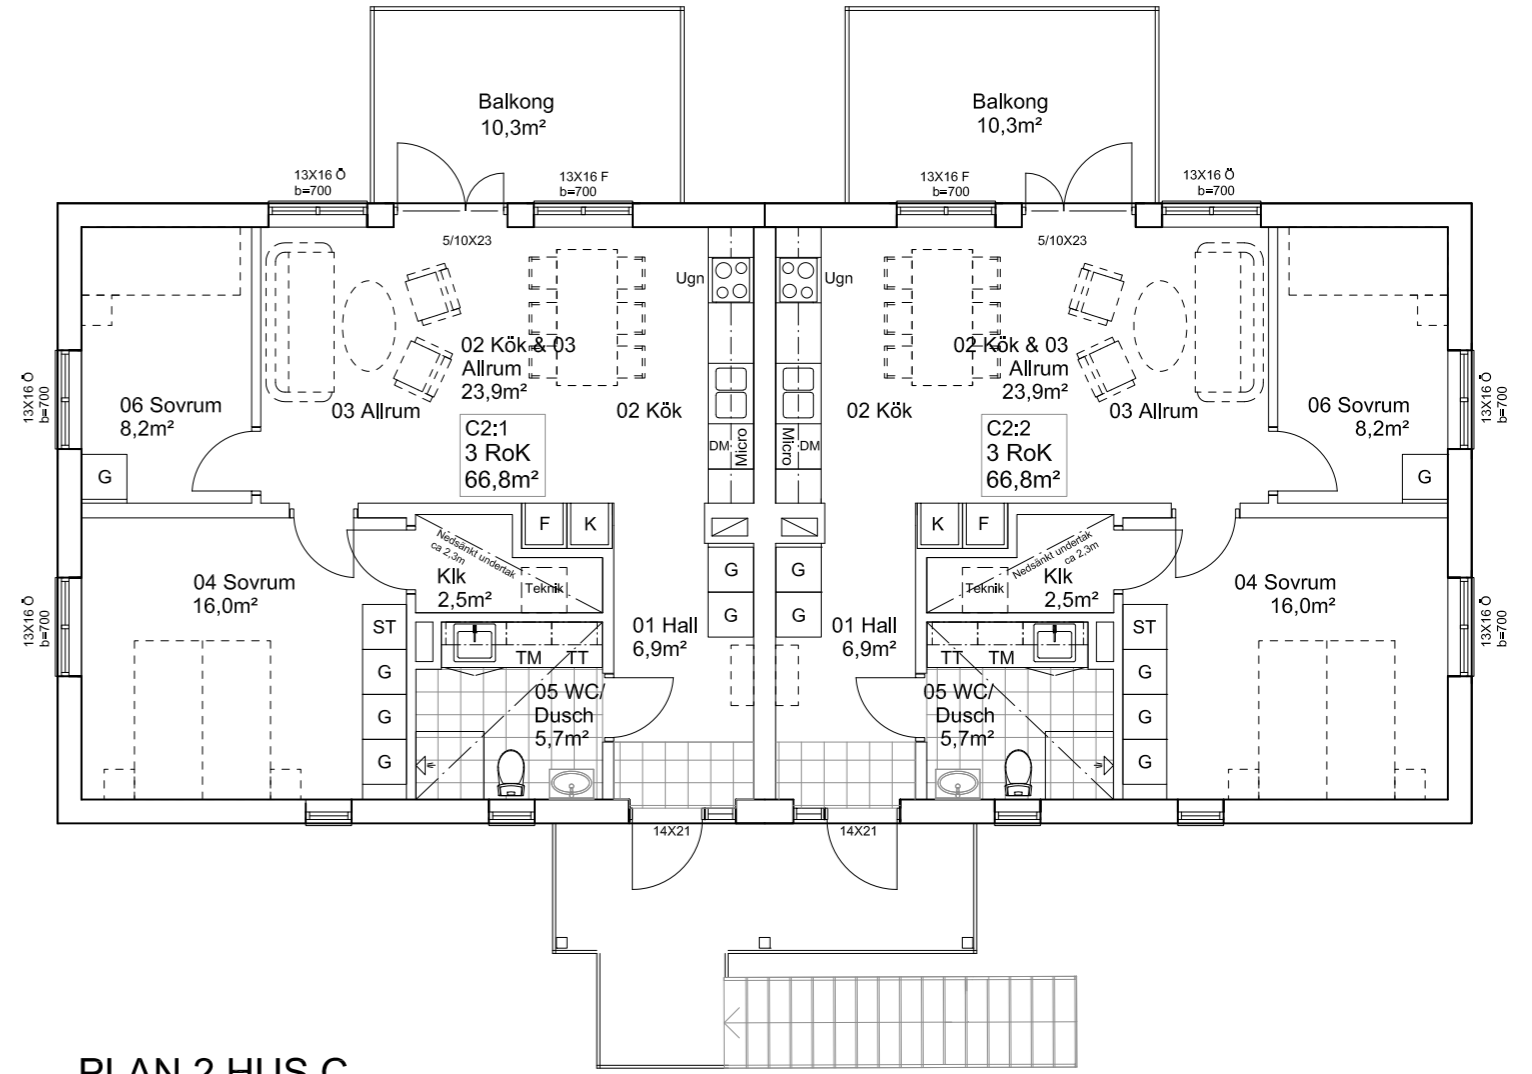 Balkong
10,3m²
Balkong
10,3m²
13X16 Ö
b=700
13X16 F
b=700
13X16 F
b=700
13X16 Ö
b=700
5/10X23
5/10X23
Ugn
Ugn
02 Kök & 03
Allrum
23,9m²
02 Kök & 03
Allrum
23,9m²
13X16 Ö
b=700
06 Sovrum
8,2m²
03 Allrum
02 Kök
02 Kök
03 Allrum
06 Sovrum
8,2m²
13X16 Ö
b=700
C2:1
3 RoK
66,8m²
DM
Micro
Micro
DM
C2:2
3 RoK
66,8m²
G
G
F
K
K
F
Nedsänkt undertak
ca 2,3m
Nedsänkt undertak
ca 2,3m
04 Sovrum
16,0m²
Klk
2,5m²
Teknik
G
G
Teknik
Klk
2,5m²
04 Sovrum
16,0m²
13X16 Ö
b=700
13X16 Ö
b=700
ST
G
G
ST
01 Hall
6,9m²
01 Hall
6,9m²
TM
TT
TT
TM
G
G
05 WC/
Dusch
5,7m²
05 WC/
Dusch
5,7m²
G
G
G
G
14X21
14X21
PLAN 2 HUS C